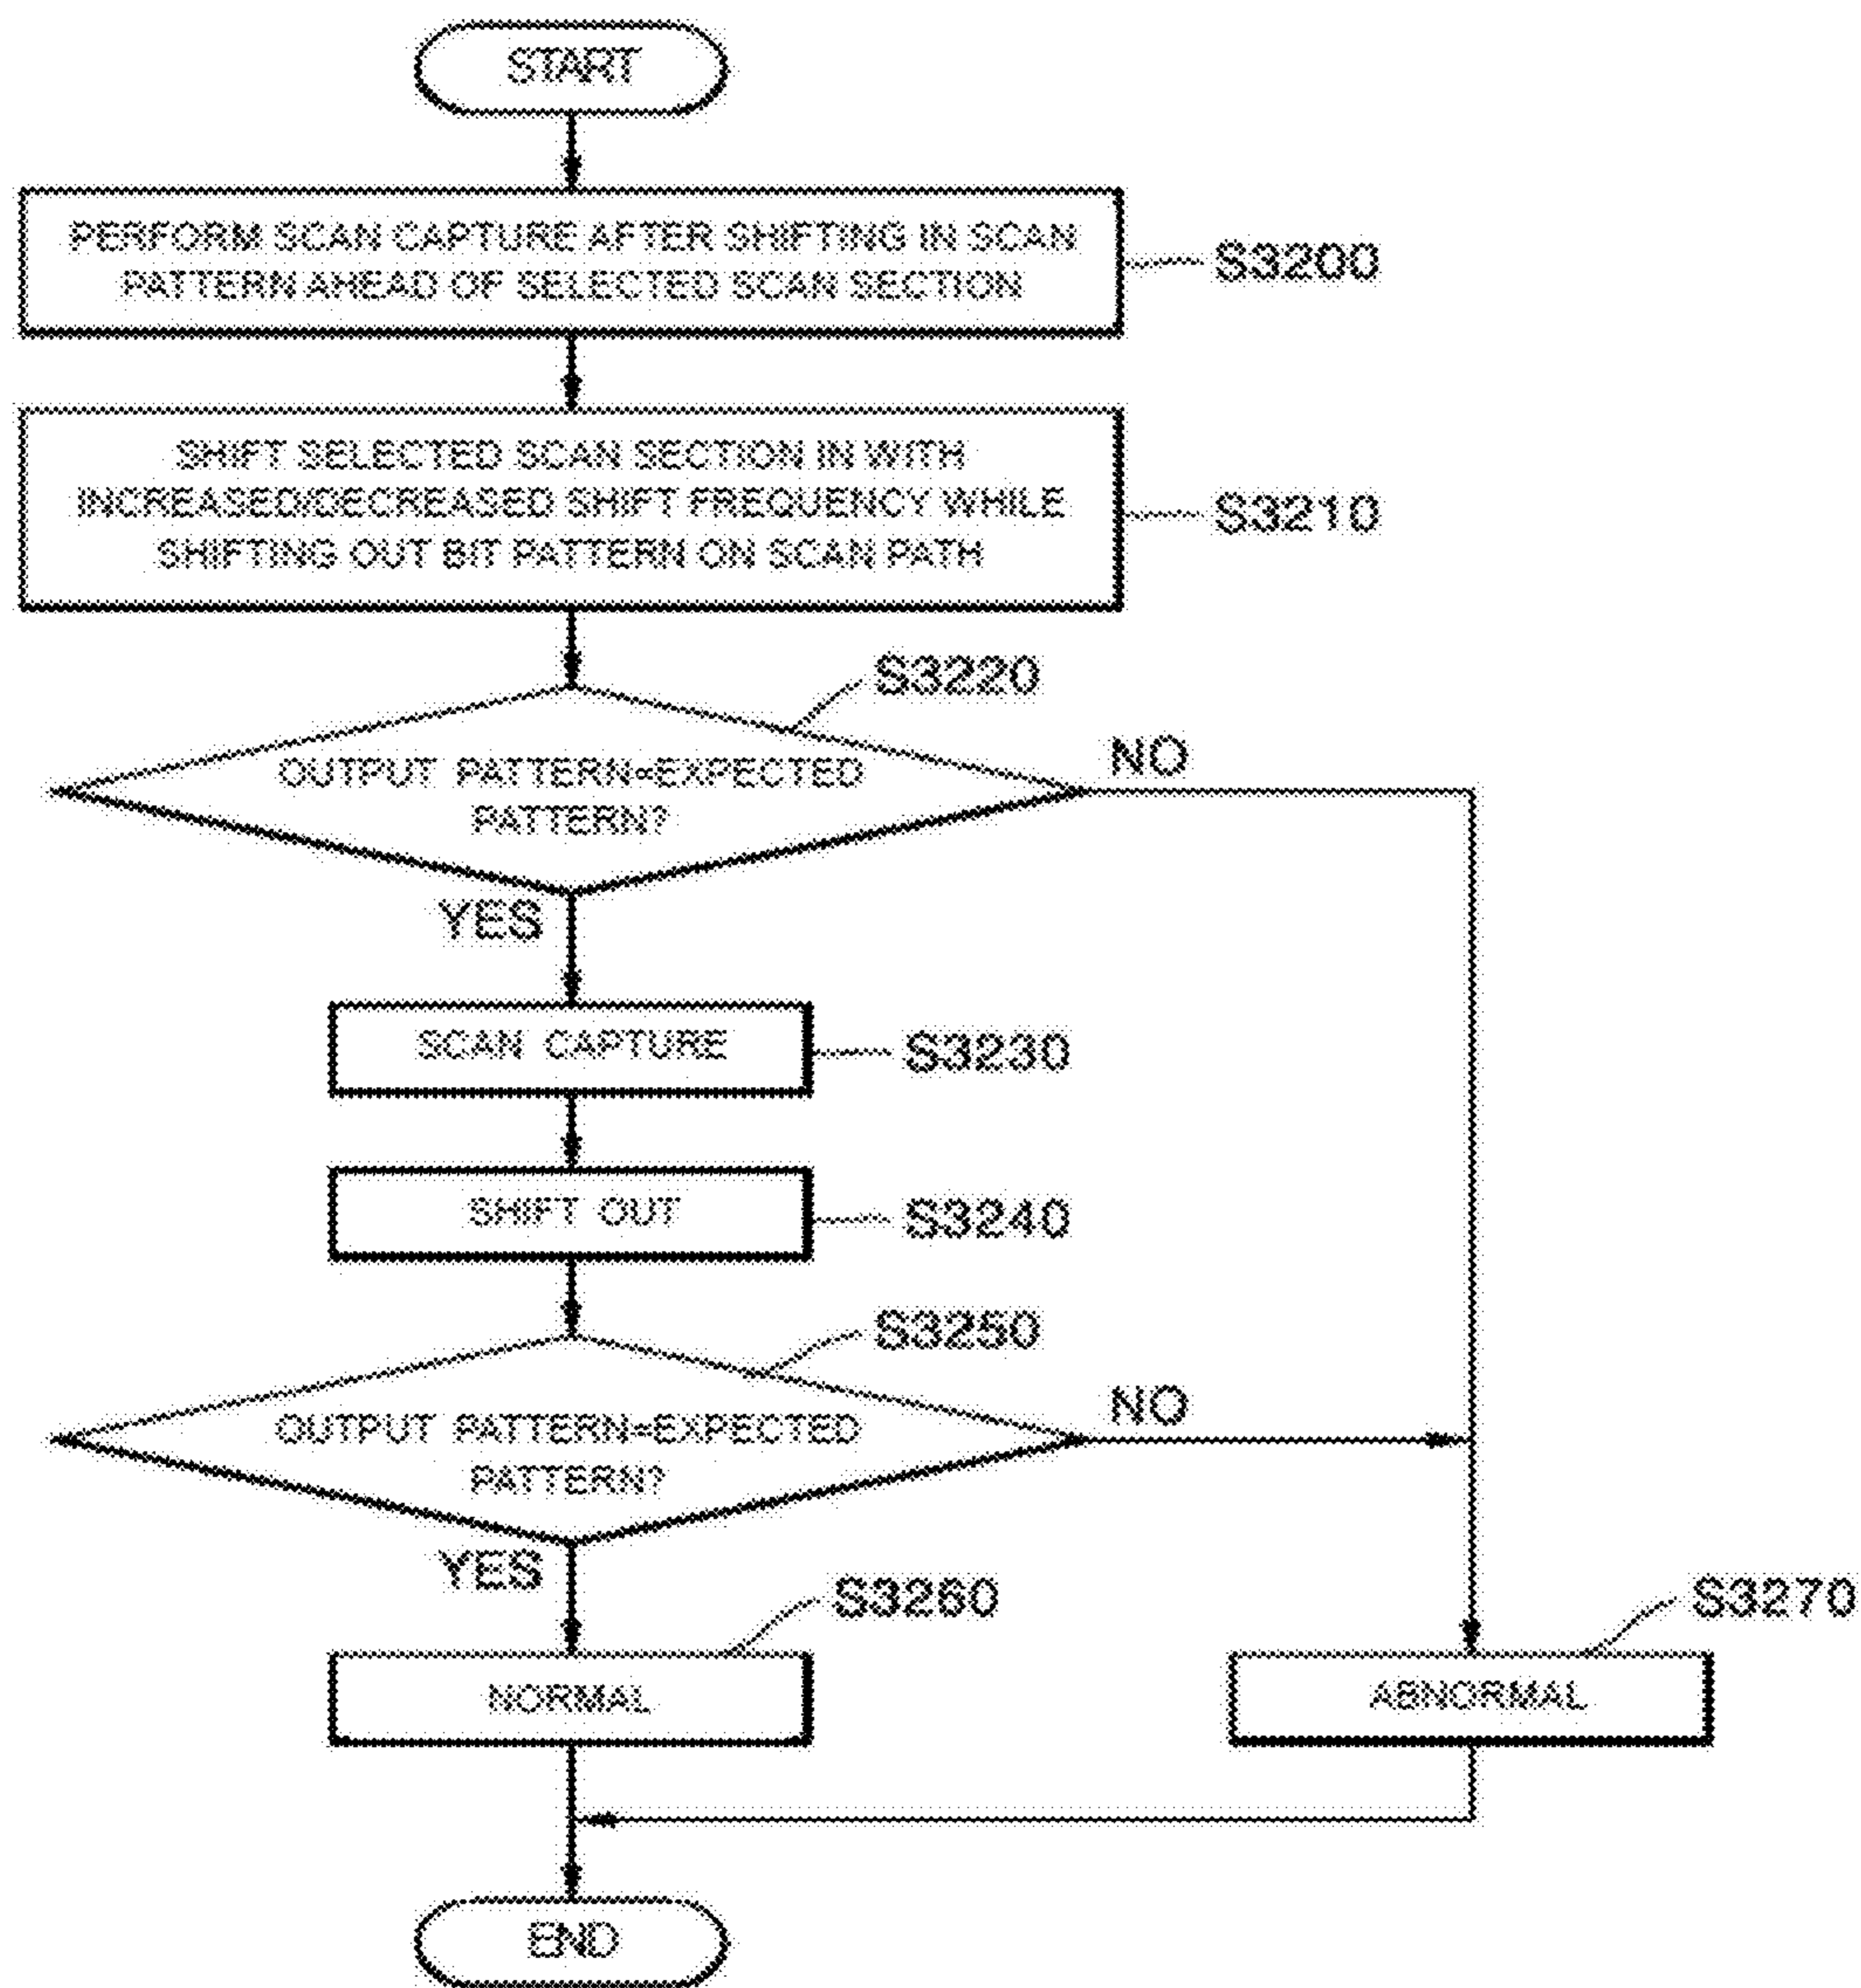 START
PERFORM SCAN CAPTURE AFTER SHIFTING IN SCAN
PATTERN AHEAD OF SELECTED SCAN SECTION
S3200
SHIFT SELECTED SCAN SECTION IN WITH
INCREASED/DECREASED SHIFT FREQUENCY WHILE
SHIFTING OUT BIT PATTERN ON SCAN PATH
S3210
S3220
OUTPUT PATTERN=EXPECTED
PATTERN?
NO
YES
SCAN CAPTURE
S3230
SHIFT OUT
S3240
S3250
OUTPUT PATTERN=EXPECTED
PATTERN?
NO
YES
S3260
NORMAL
S3270
ABNORMAL
END